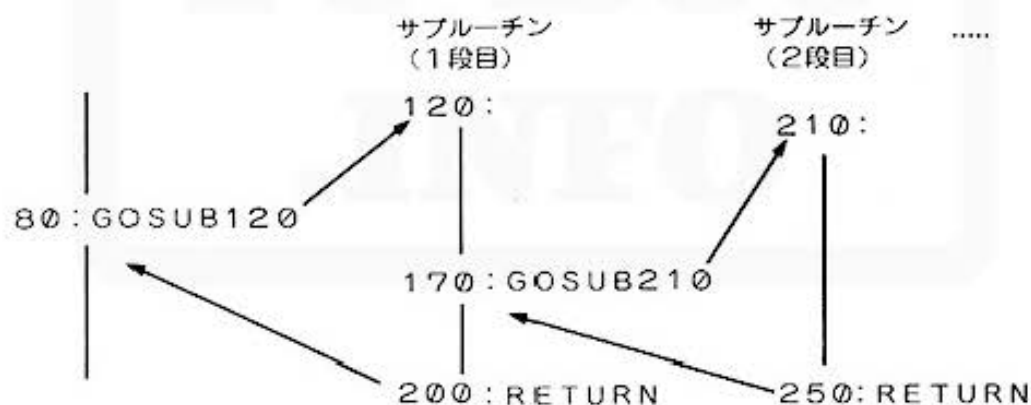 サブルーチン
(1段目)
サブルーチン
(2段目)
.....
120:
210:
80:GOSUB120
170:GOSUB210
200:RETURN
250:RETURN